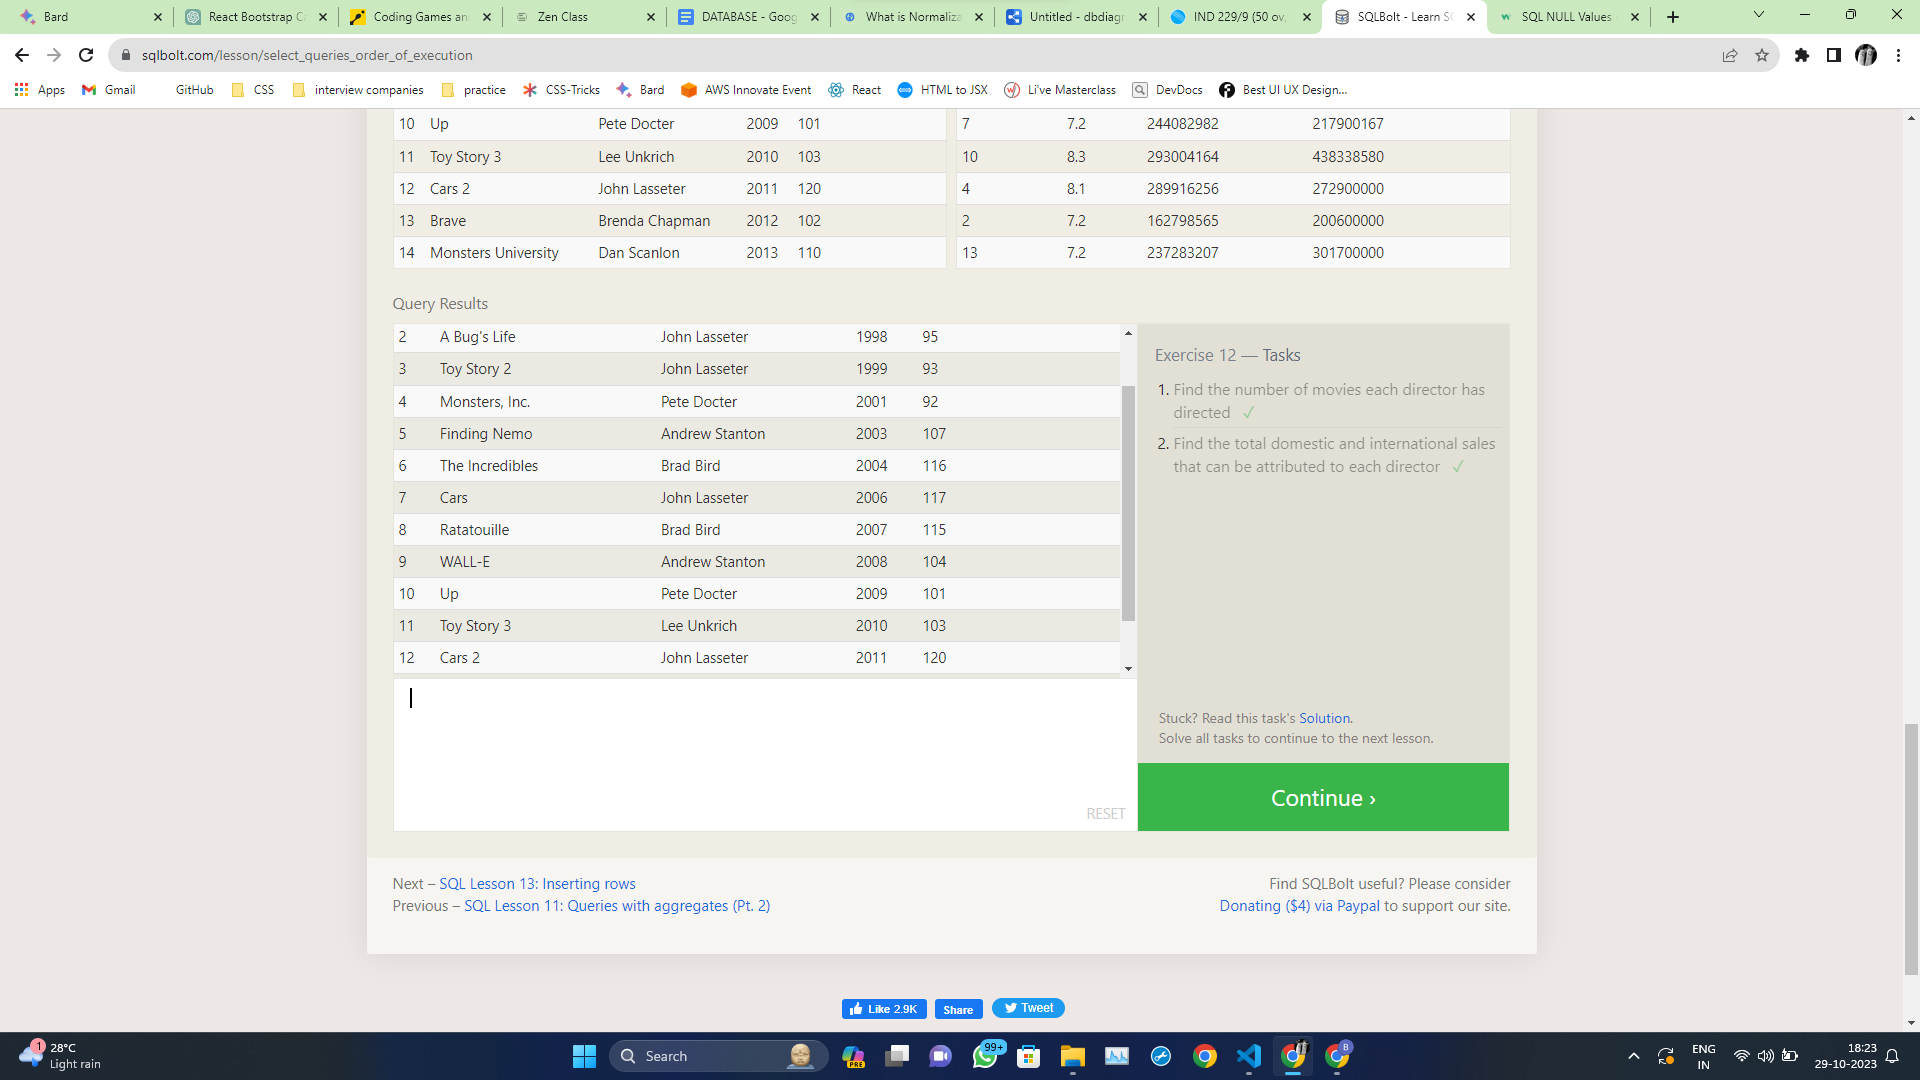 Bard
React Bootstrap C
Coding Games an
Zen Class
DATABASE - Goog
What is Normaliza
Untitled - dbdiagr
IND 229/9 (50 ov,
SQLBolt - Learn SQ
SQL NULL Values -
sqlbolt.com/lesson/select_queries_order_of_execution
Apps
Gmail
GitHub
CSS
interview companies
practice
CSS-Tricks
Bard
AWS Innovate Event
React
HTML to JSX
Li've Masterclass
DevDocs
Best UI UX Design...
10 Up Pete Docter 2009 101
7 7.2 244082982 217900167
11 Toy Story 3 Lee Unkrich 2010 103
10 8.3 293004164 438338580
12 Cars 2 John Lasseter 2011 120
4 8.1 289916256 272900000
13 Brave Brenda Chapman 2012 102
2 7.2 162798565 200600000
14 Monsters University Dan Scanlon 2013 110
13 7.2 237283207 301700000
Query Results
2 A Bug's Life John Lasseter 1998 95
3 Toy Story 2 John Lasseter 1999 93
4 Monsters, Inc. Pete Docter 2001 92
5 Finding Nemo Andrew Stanton 2003 107
6 The Incredibles Brad Bird 2004 116
7 Cars John Lasseter 2006 117
8 Ratatouille Brad Bird 2007 115
9 WALL-E Andrew Stanton 2008 104
10 Up Pete Docter 2009 101
11 Toy Story 3 Lee Unkrich 2010 103
12 Cars 2 John Lasseter 2011 120
RESET
Exercise 12 — Tasks
1. Find the number of movies each director has
directed ✓
2. Find the total domestic and international sales
that can be attributed to each director ✓
Stuck? Read this task's Solution.
Solve all tasks to continue to the next lesson.
Continue ›
Next – SQL Lesson 13: Inserting rows
Previous – SQL Lesson 11: Queries with aggregates (Pt. 2)
Find SQLBolt useful? Please consider
Donating ($4) via Paypal to support our site.
Like 2.9K
Share
Tweet
1
28°C
Light rain
Search
PRE
99+
B
ENG
IN
18:23
29-10-2023